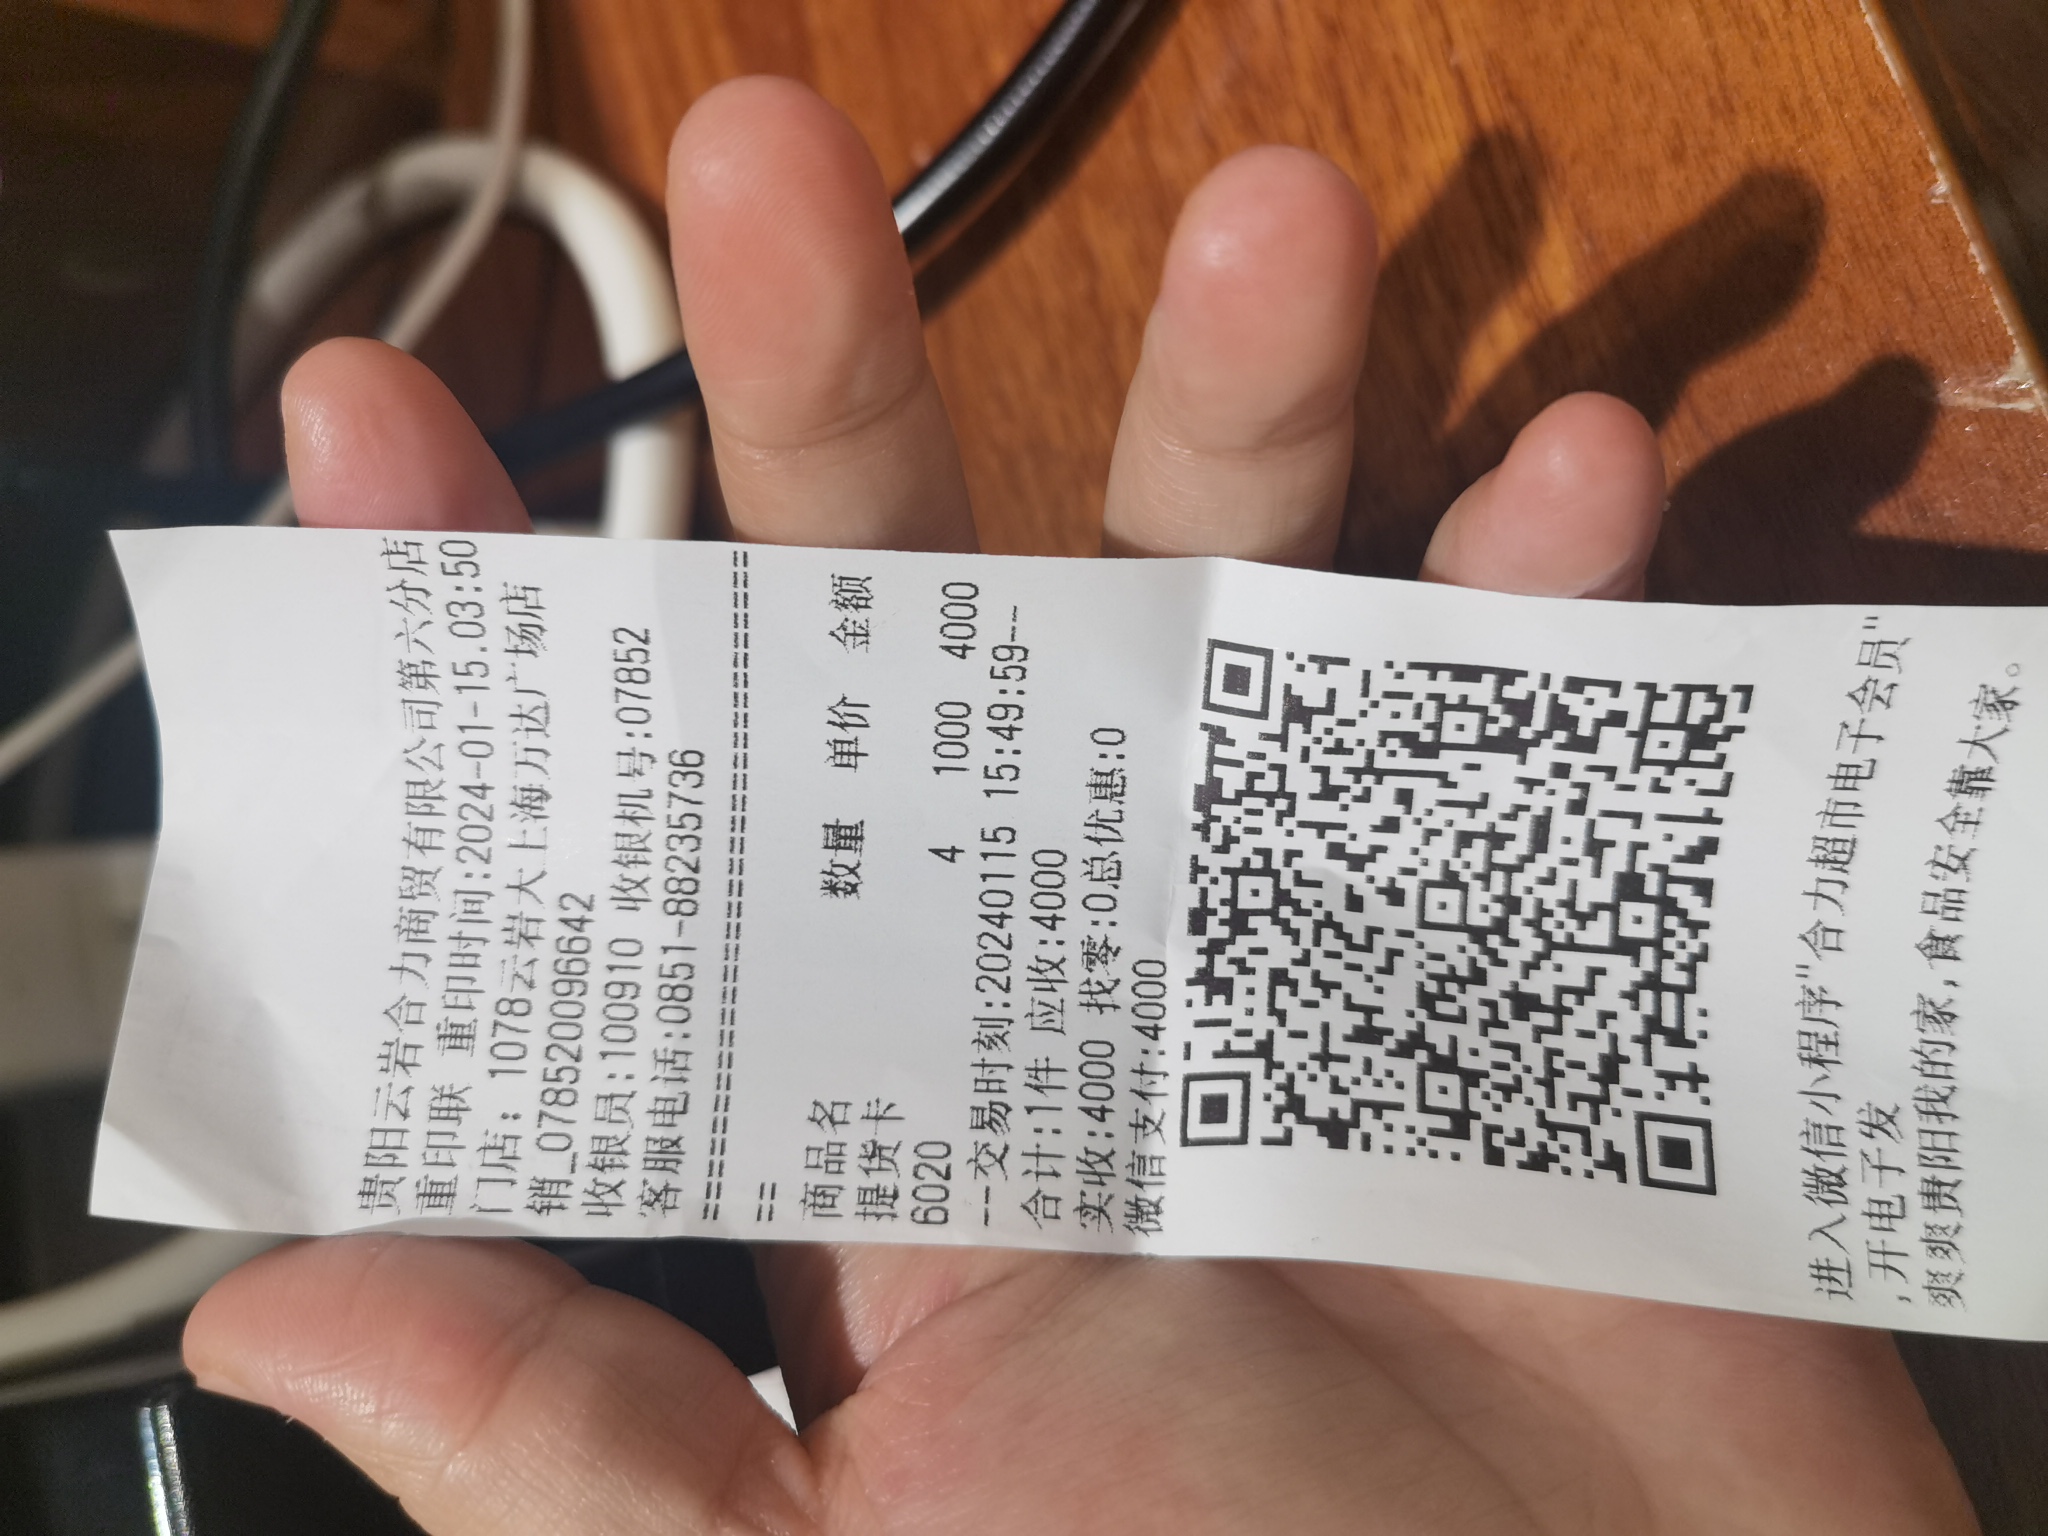 贵阳云岩合力商贸有限公司第六分店
重印联 重印时间:2024-01-15.03:50
门店: 1078云岩大上海万达广场店
销_078520096642
收银员:100910 收银机号:07852
客服电话:0851-88235736
================================
==
商品名 数量 单价 金额
提货卡
6020 4 1000 4000
--交易时刻:20240115 15:49:59--
合计:1件 应收:4000
实收:4000 找零:0总优惠:0
微信支付:4000
进入微信小程序"合力超市电子会员"
,开电子发
爽爽贵阳我的家,食品安全靠大家。